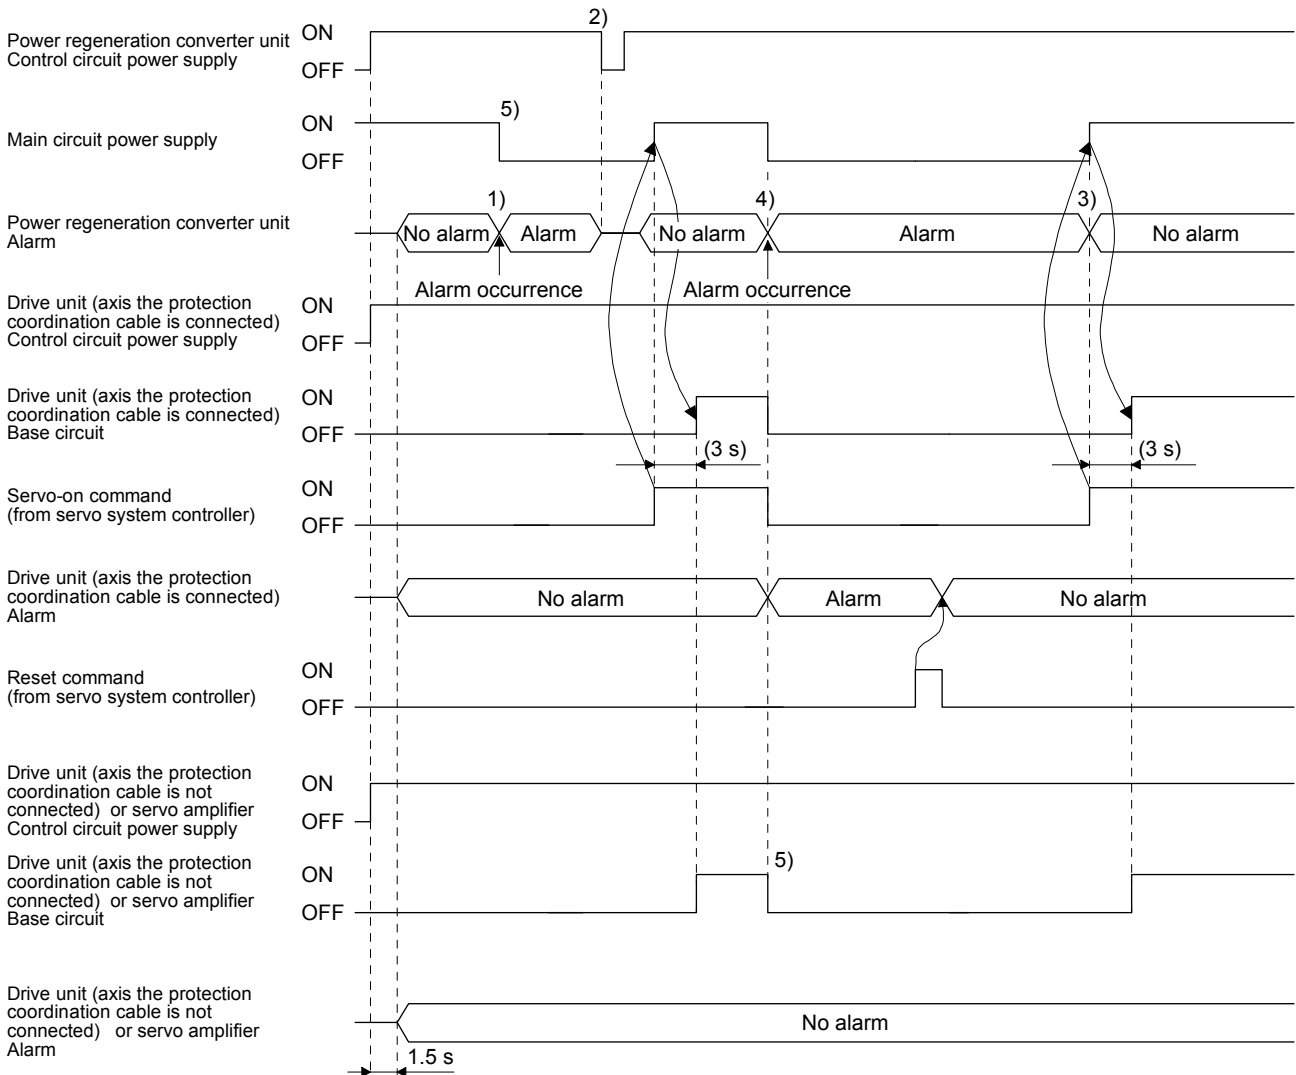 2)
Power regeneration converter unit
Control circuit power supply
ON
OFF
5)
Main circuit power supply
ON
OFF
1)
4)
3)
Power regeneration converter unit
Alarm
No alarm
Alarm
No alarm
Alarm
No alarm
Alarm occurrence
Alarm occurrence
Drive unit (axis the protection
coordination cable is connected)
Control circuit power supply
ON
OFF
Drive unit (axis the protection
coordination cable is connected)
Base circuit
ON
OFF
(3 s)
(3 s)
Servo-on command
(from servo system controller)
ON
OFF
Drive unit (axis the protection
coordination cable is connected)
Alarm
No alarm
Alarm
No alarm
Reset command
(from servo system controller)
ON
OFF
Drive unit (axis the protection
coordination cable is not
connected) or servo amplifier
Control circuit power supply
ON
OFF
Drive unit (axis the protection
coordination cable is not
connected) or servo amplifier
Base circuit
ON
OFF
5)
Drive unit (axis the protection
coordination cable is not
connected) or servo amplifier
Alarm
No alarm
1.5 s